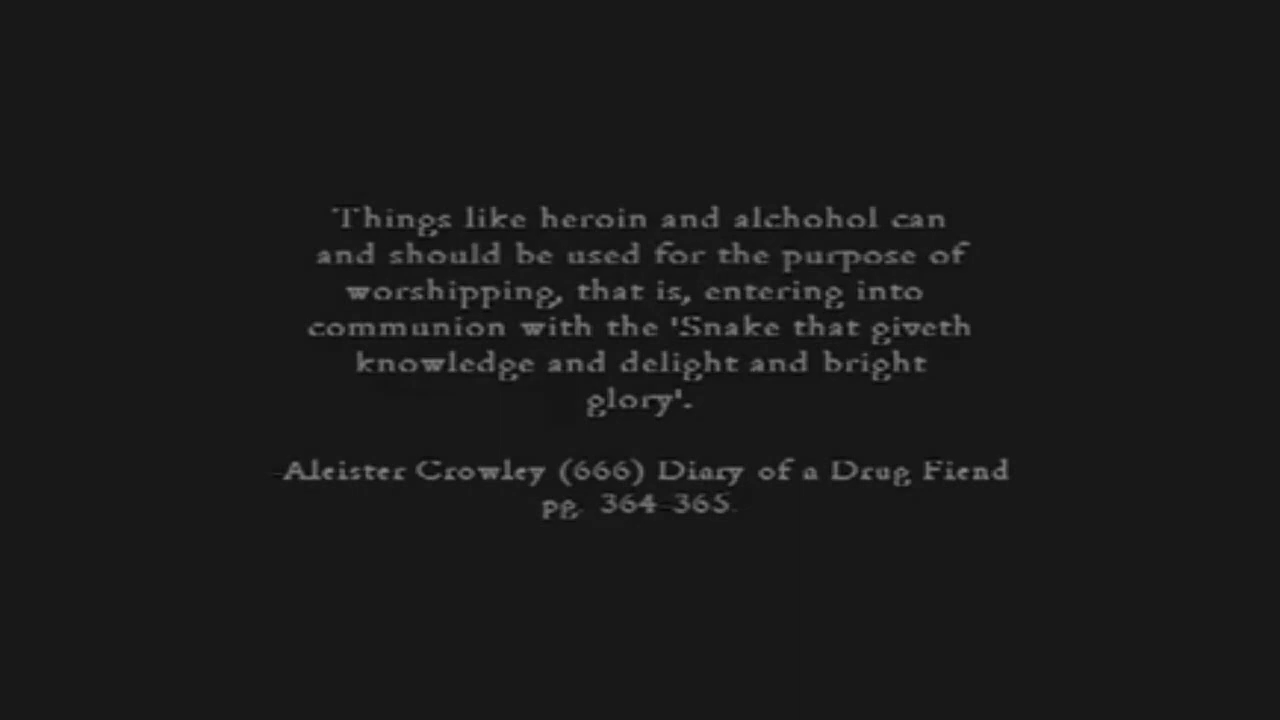 Things like heroin and alchohol can
and should be used for the purpose of
worshipping, that is, entering into
communion with the 'Snake that giveth
knowledge and delight and bright
glory'.
-Aleister Crowley (666) Diary of a Drug Fiend
pg. 364-365.